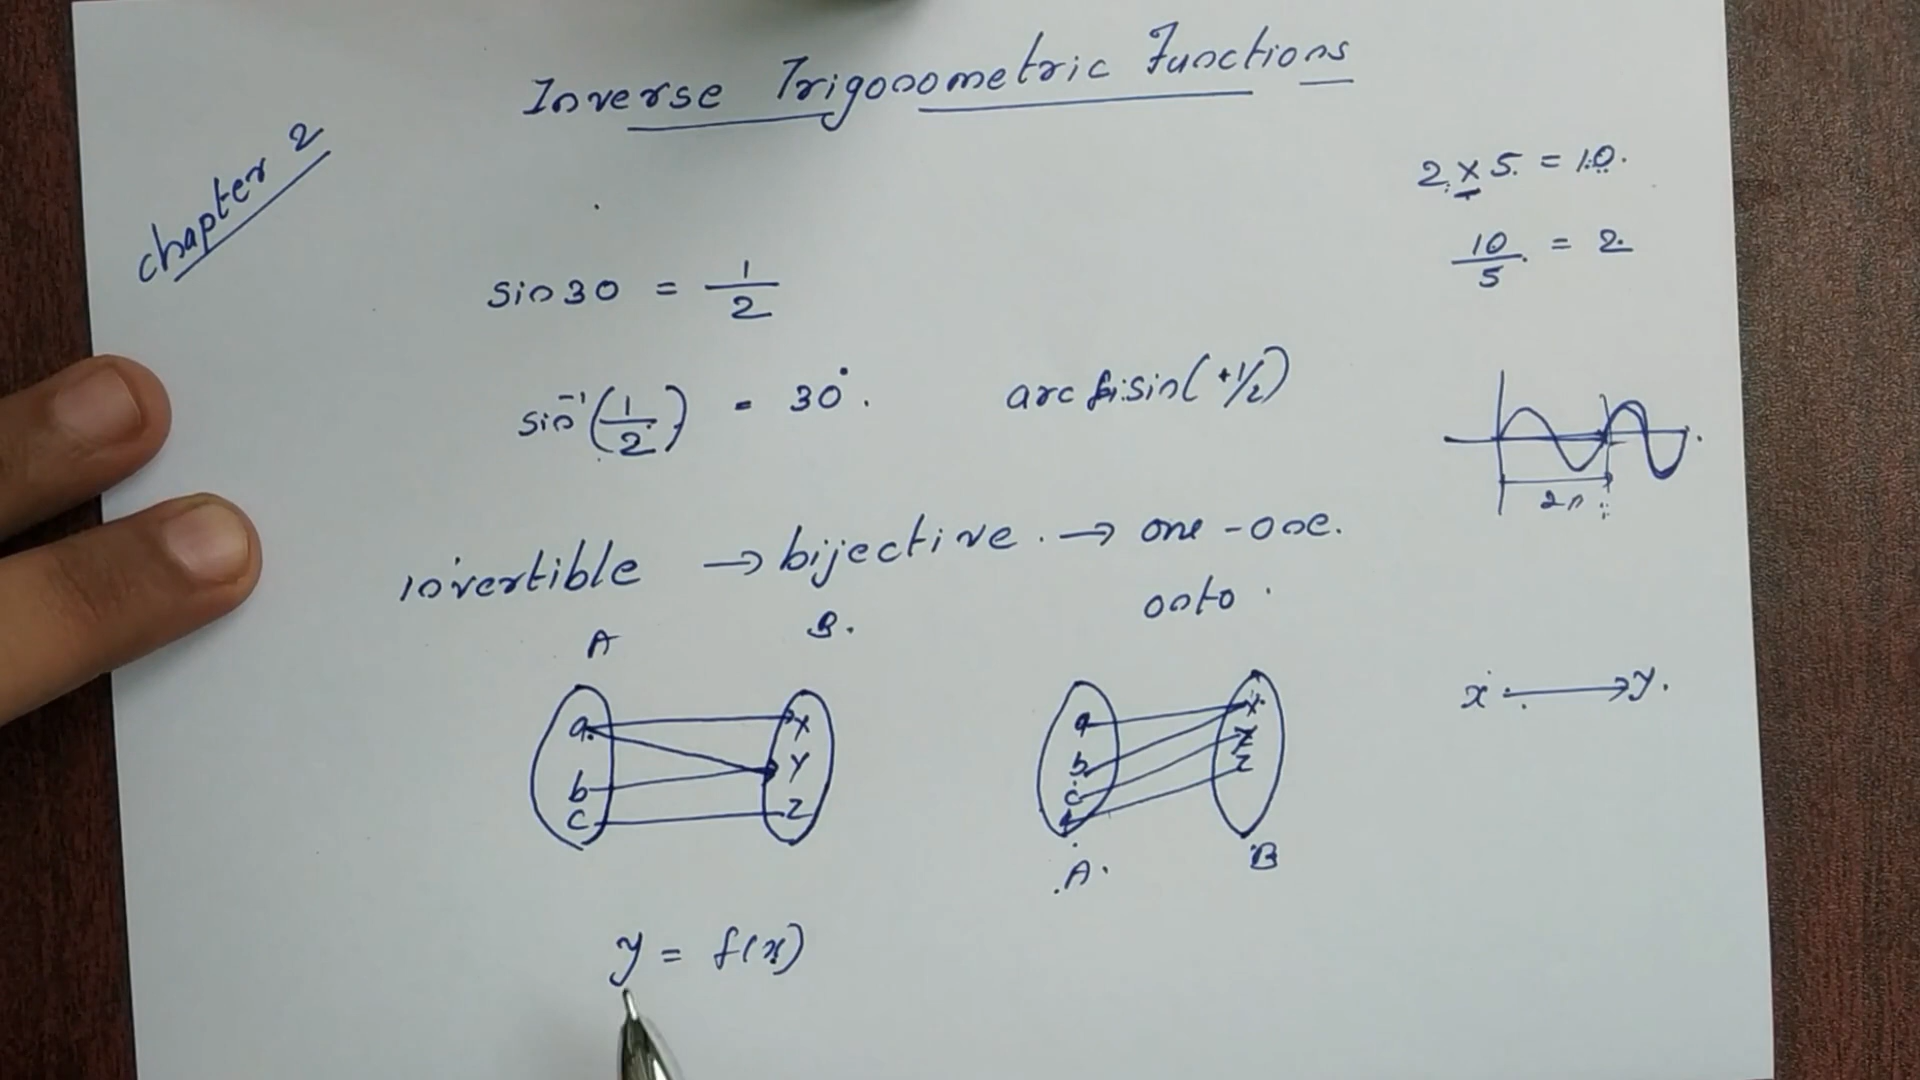 Inverse Trigonometric Functions
chapter 2
2 x 5 = 10.
10/5 = 2
sin 30 = 1/2
sin⁻¹(1/2) = 30°.
arc sin(+1/2)
invertible → bijective. → one - one.
onto.
A B.
a x
b y
c z
a x
b y
c z
A. B
x → y.
y = f(x)